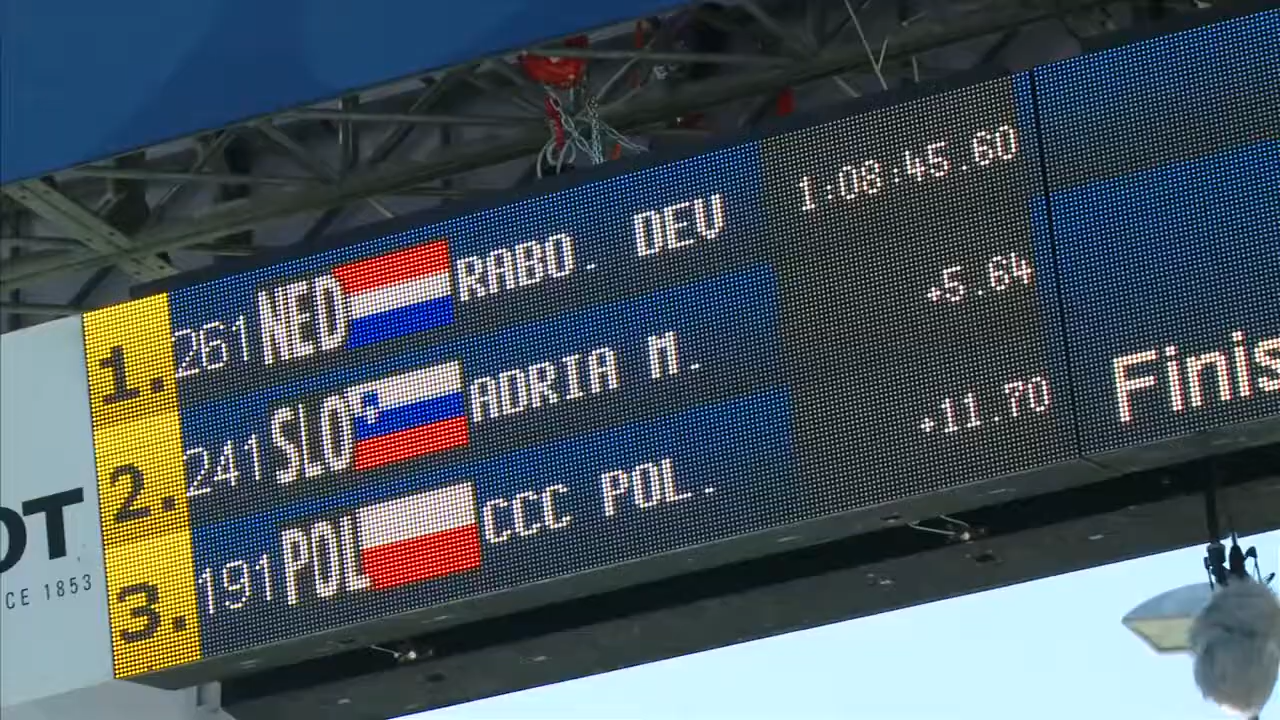 1. 261 NED RABO. DEV 1:08:45.60
2. 241 SLO ADRIA M. +5.64
3. 191 POL CCC POL. +11.70
Finis
OT
CE 1853